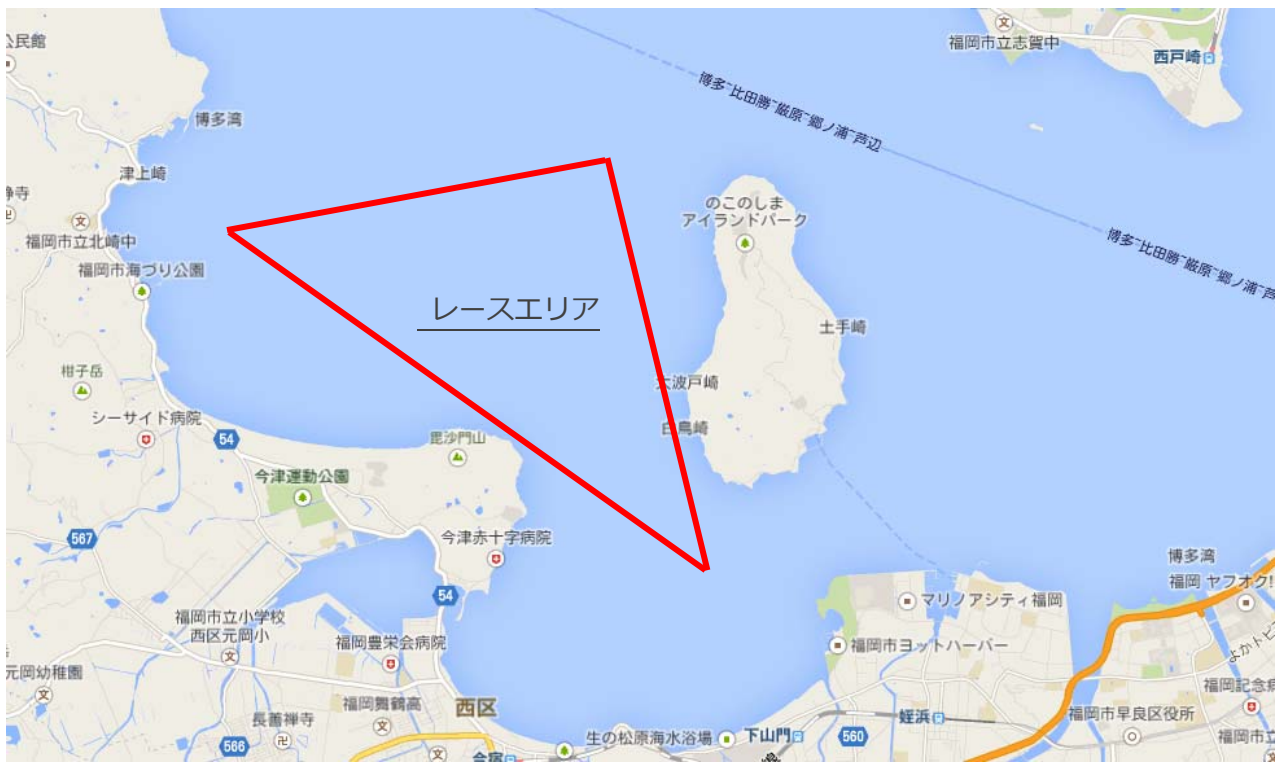 公民館
福岡市立志賀中
西戸崎
博多-比田勝-厳原-郷ノ浦-芦辺
博多湾
津上崎
浄寺
福岡市立北崎中
福岡市海づり公園
のこのしま
アイランドパーク
博多-比田勝-厳原-郷ノ浦-芦
レースエリア
土手崎
柑子岳
大波戸崎
シーサイド病院
白鳥崎
54
毘沙門山
今津運動公園
567
今津赤十字病院
博多湾
福岡 ヤフオク!
54
マリノアシティ福岡
福岡市立小学校
西区元岡小
福岡豊栄会病院
福岡市ヨットハーバー
よかトピ
元岡幼稚園
福岡記念病
福岡舞鶴高
西区
長善禅寺
姪浜
福岡市早良区役所
566
生の松原海水浴場
下山門
560
福岡市立
今宿